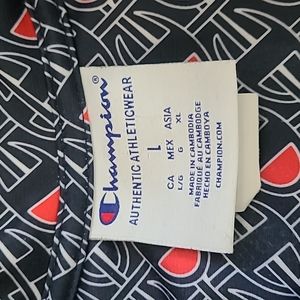 Champion®
AUTHENTIC ATHLETICWEAR
L
CA MEX ASIA
L/G G XL
MADE IN CAMBODIA
FABRIQUÉ AU CAMBODGE
HECHO EN CAMBOYA
CHAMPION.COM